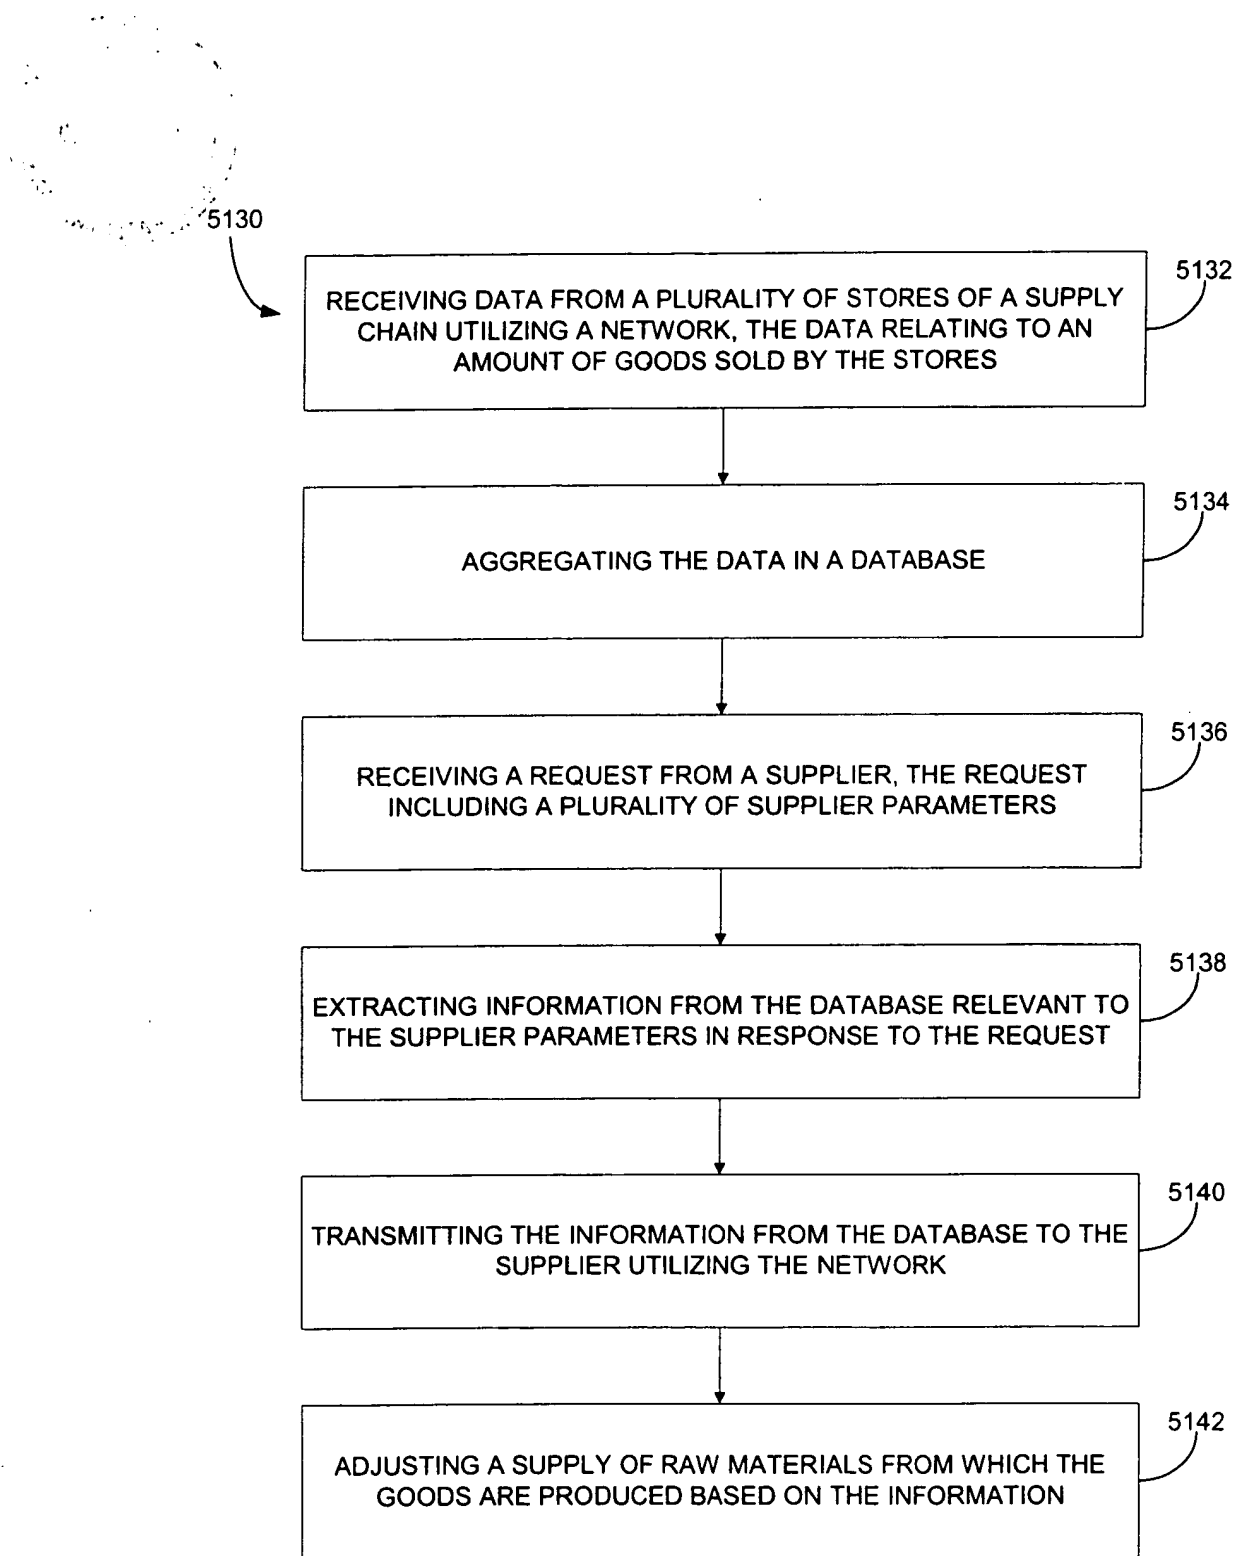 5130
5132
RECEIVING DATA FROM A PLURALITY OF STORES OF A SUPPLY
CHAIN UTILIZING A NETWORK, THE DATA RELATING TO AN
AMOUNT OF GOODS SOLD BY THE STORES
5134
AGGREGATING THE DATA IN A DATABASE
5136
RECEIVING A REQUEST FROM A SUPPLIER, THE REQUEST
INCLUDING A PLURALITY OF SUPPLIER PARAMETERS
5138
EXTRACTING INFORMATION FROM THE DATABASE RELEVANT TO
THE SUPPLIER PARAMETERS IN RESPONSE TO THE REQUEST
5140
TRANSMITTING THE INFORMATION FROM THE DATABASE TO THE
SUPPLIER UTILIZING THE NETWORK
5142
ADJUSTING A SUPPLY OF RAW MATERIALS FROM WHICH THE
GOODS ARE PRODUCED BASED ON THE INFORMATION